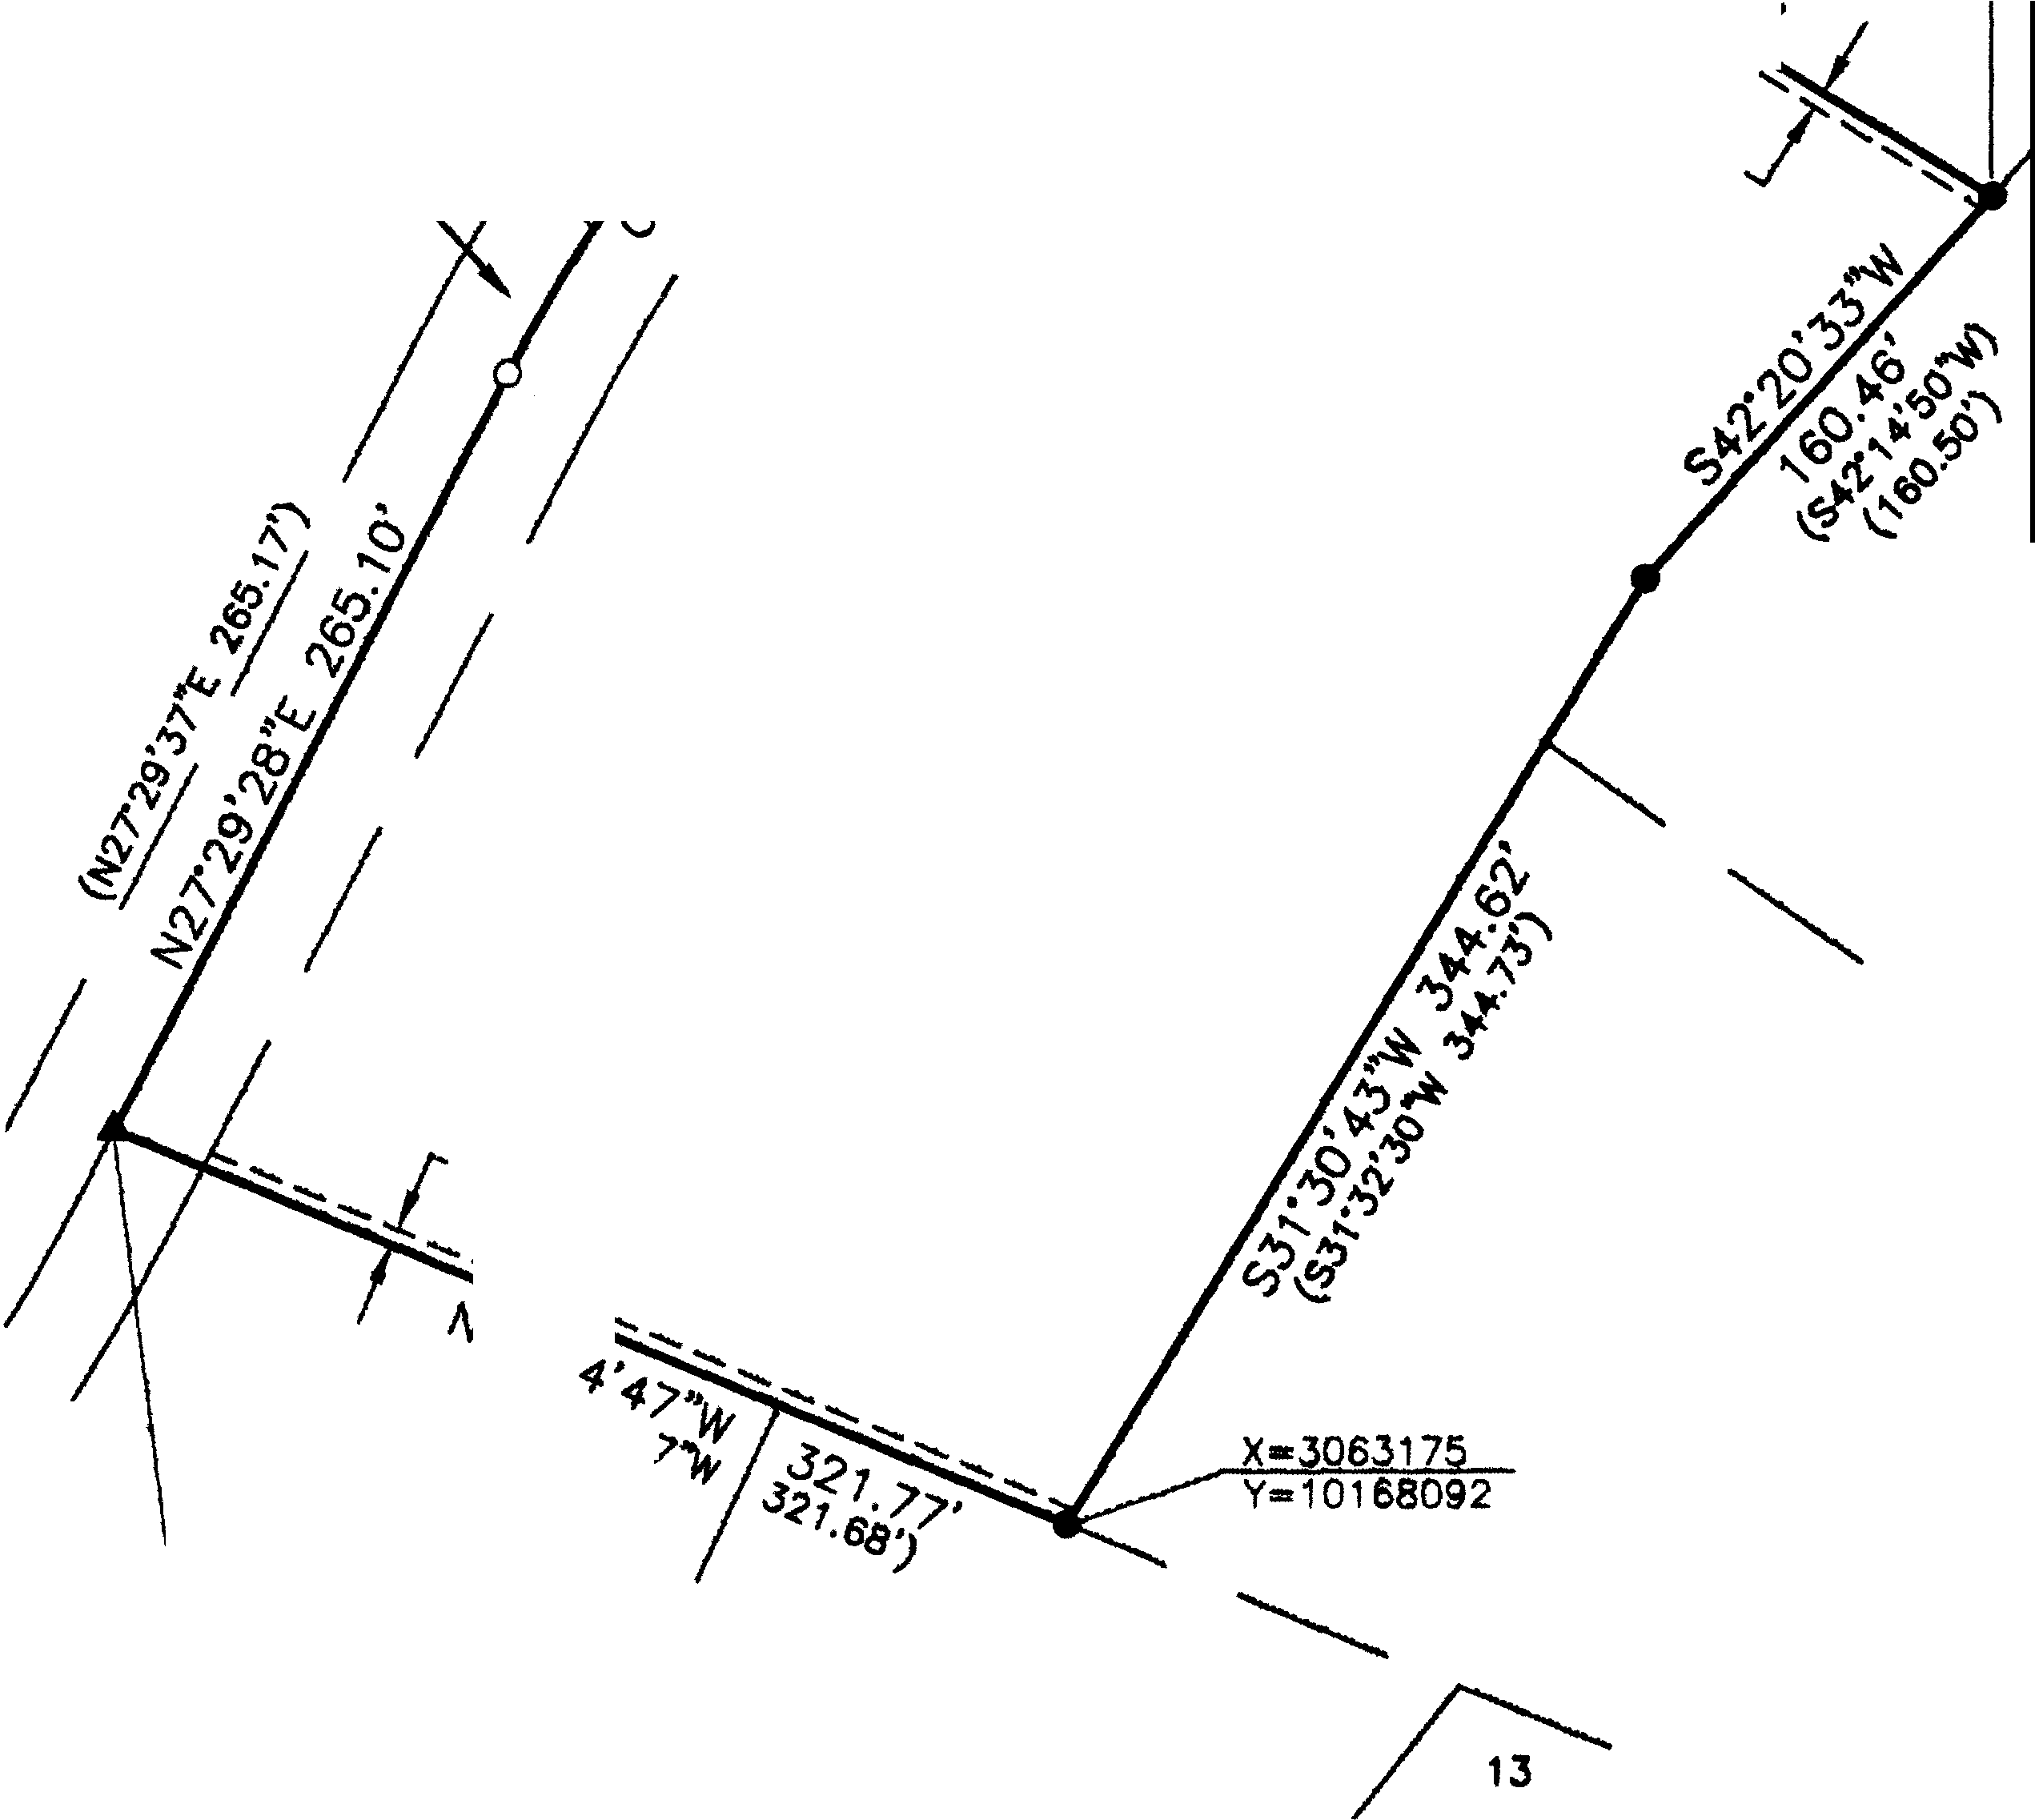 (N27°29'37"E 265.17')
N27°29'28"E 265.10'
S42°20'33"W
160.46'
(S42°14'50"W)
(160.50')
S31°30'43"W 344.62'
(S31°32'30"W 344.73')
4'47"W 321.77'
7"W 321.68')
X=3063175
Y=10168092
13